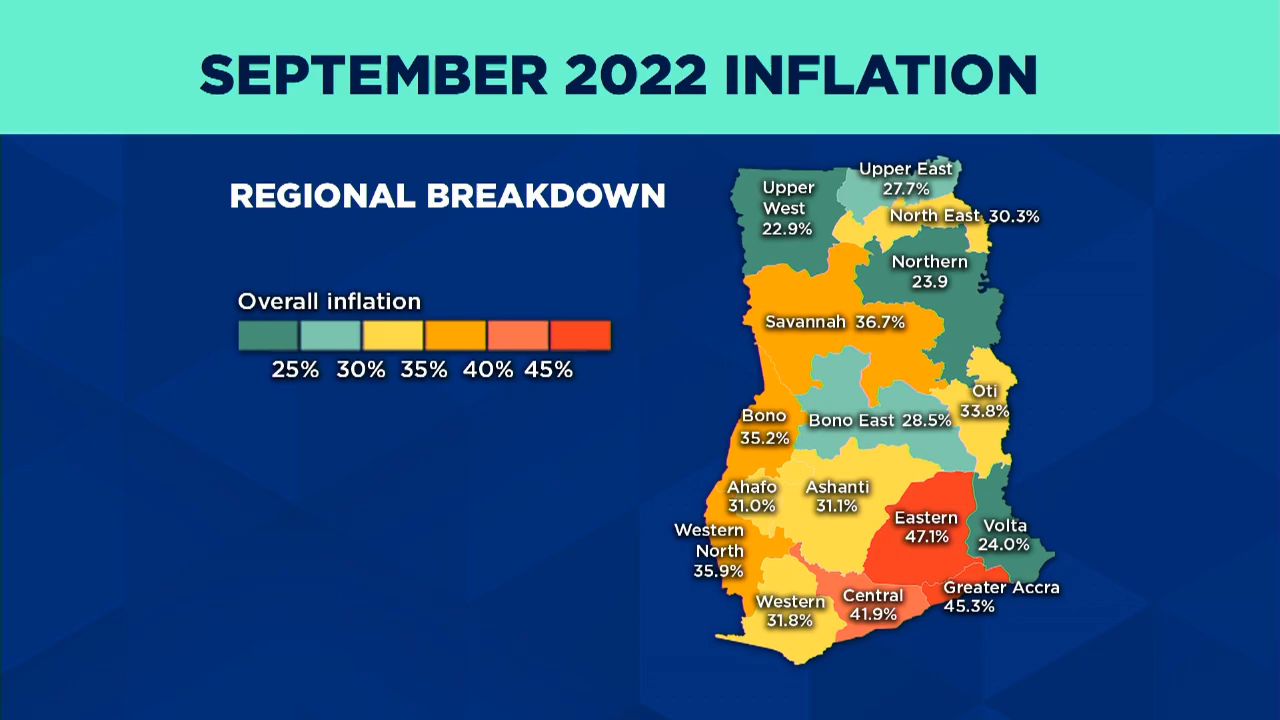 SEPTEMBER 2022 INFLATION
REGIONAL BREAKDOWN
Overall inflation
25% 30% 35% 40% 45%
Upper East
27.7%
Upper
West
22.9%
North East 30.3%
Northern
23.9
Savannah 36.7%
Oti
33.8%
Bono
35.2%
Bono East 28.5%
Ahafo
31.0%
Ashanti
31.1%
Eastern
47.1%
Volta
24.0%
Western
North
35.9%
Greater Accra
45.3%
Central
41.9%
Western
31.8%